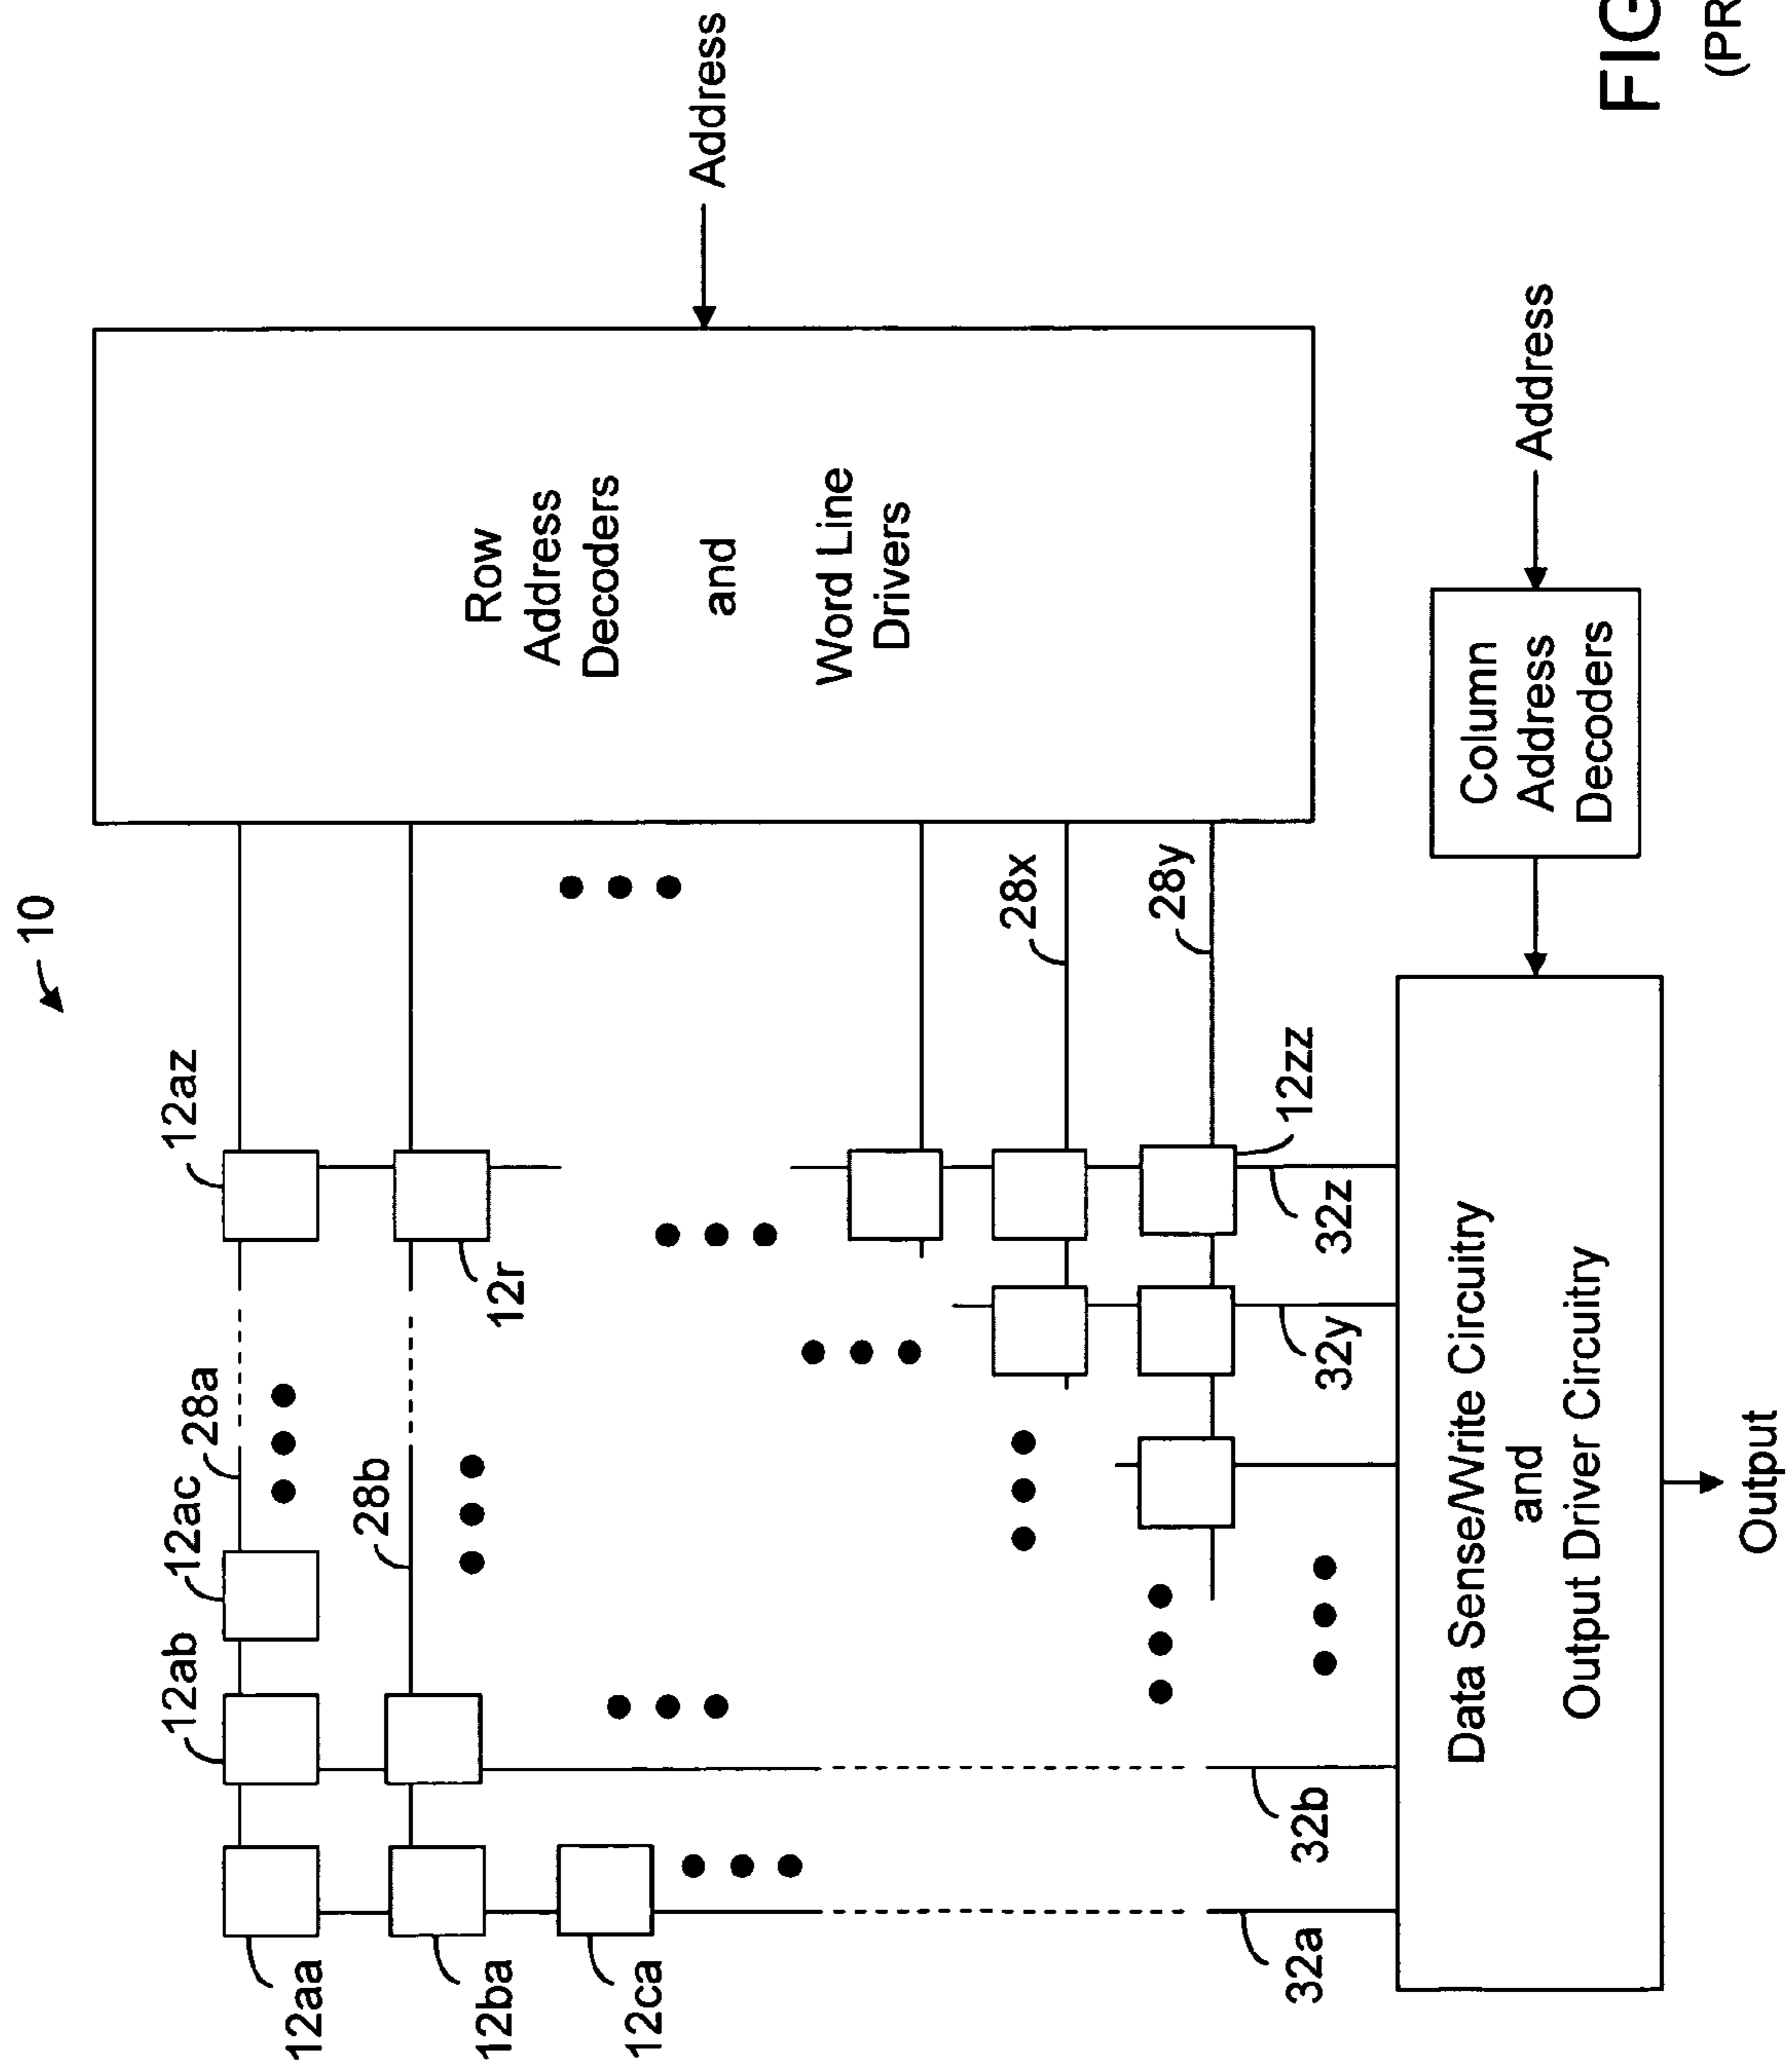 10
12ab
12ac
28a
12az
12aa
28b
12ba
12r
12ca
Row
Address
Decoders
and
Word Line
Drivers
Address
28x
28y
12zz
32a
32b
32y
32z
Data Sense/Write Circuitry
and
Output Driver Circuitry
Column
Address
Decoders
Address
Output
FIG
(PR